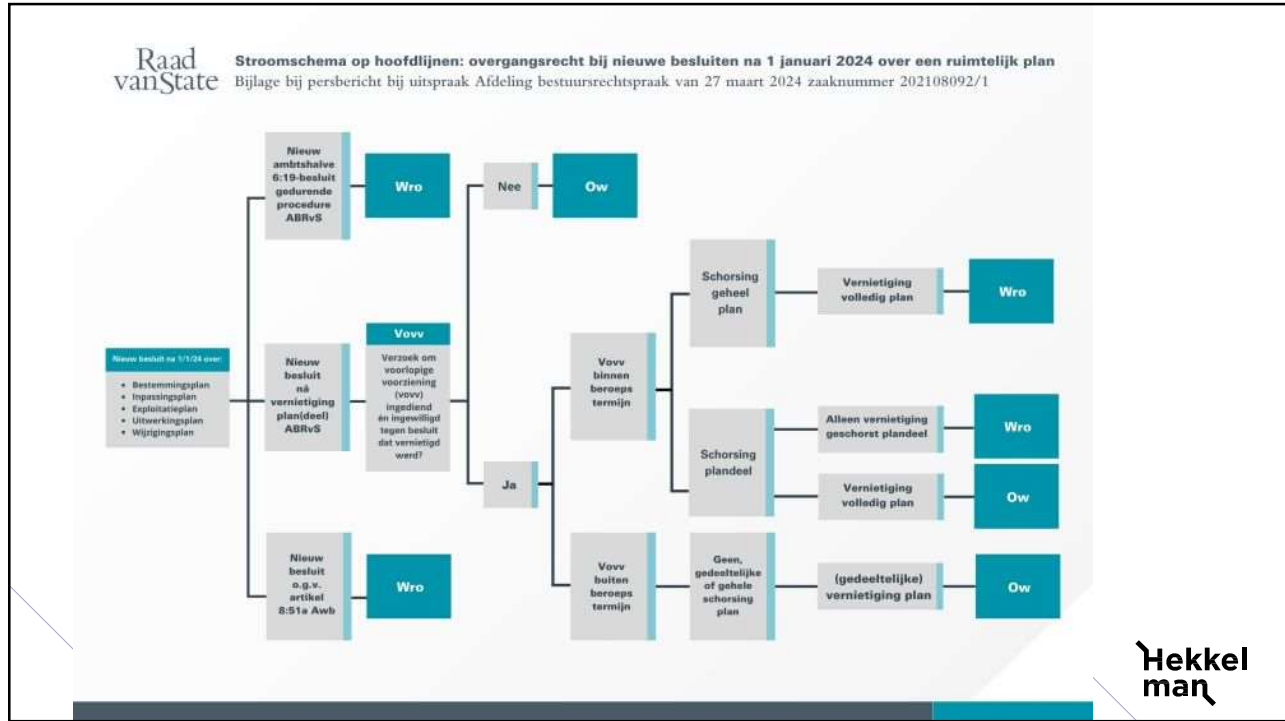 Raad
vanState
Stroomschema op hoofdlijnen: overgangsrecht bij nieuwe besluiten na 1 januari 2024 over een ruimtelijk plan
Bijlage bij persbericht bij uitspraak Afdeling bestuursrechtspraak van 27 maart 2024 zaaknummer 202108092/1
Nieuw besluit na 1/1/24 over:
• Bestemmingsplan
• Inpassingsplan
• Exploitatieplan
• Uitwerkingsplan
• Wijzigingsplan
Nieuw
ambtshalve
6:19-besluit
gedurende
procedure
ABRvS
Wro
Nieuw
besluit
ná
vernietiging
plan(deel)
ABRvS
Vovv
Verzoek om
voorlopige
voorziening
(vovv)
ingediend
én ingewilligd
tegen besluit
dat vernietigd
werd?
Nieuw
besluit
o.g.v.
artikel
8:51a Awb
Wro
Nee
Ow
Ja
Vovv
binnen
beroeps
termijn
Schorsing
geheel
plan
Vernietiging
volledig plan
Wro
Schorsing
plandeel
Alleen vernietiging
geschorst plandeel
Wro
Vernietiging
volledig plan
Ow
Vovv
buiten
beroeps
termijn
Geen,
gedeeltelijke
of gehele
schorsing
plan
(gedeeltelijke)
vernietiging plan
Ow
Hekkel
man